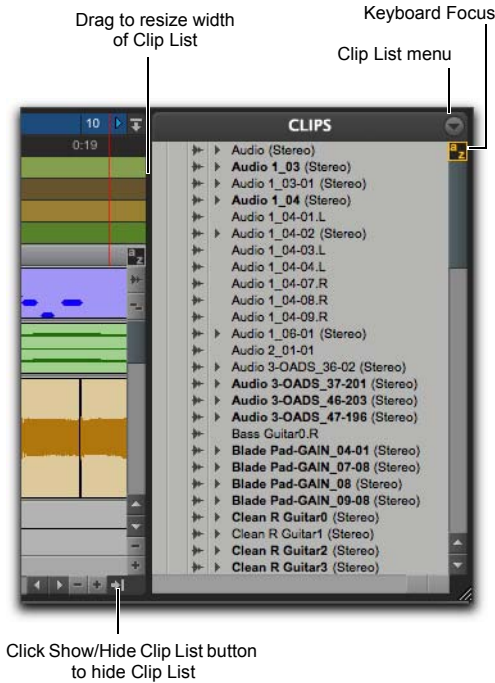 Drag to resize width
of Clip List
Keyboard Focus
Clip List menu
10
0:19
CLIPS
a
z
a
z
Audio (Stereo)
Audio 1_03 (Stereo)
Audio 1_03-01 (Stereo)
Audio 1_04 (Stereo)
Audio 1_04-01.L
Audio 1_04-02 (Stereo)
Audio 1_04-03.L
Audio 1_04-04.L
Audio 1_04-07.R
Audio 1_04-08.R
Audio 1_04-09.R
Audio 1_06-01 (Stereo)
Audio 2_01-01
Audio 3-OADS_36-02 (Stereo)
Audio 3-OADS_37-201 (Stereo)
Audio 3-OADS_46-203 (Stereo)
Audio 3-OADS_47-196 (Stereo)
Bass Guitar0.R
Blade Pad-GAIN_04-01 (Stereo)
Blade Pad-GAIN_07-08 (Stereo)
Blade Pad-GAIN_08 (Stereo)
Blade Pad-GAIN_09-08 (Stereo)
Clean R Guitar0 (Stereo)
Clean R Guitar1 (Stereo)
Clean R Guitar2 (Stereo)
Clean R Guitar3 (Stereo)
Click Show/Hide Clip List button
to hide Clip List